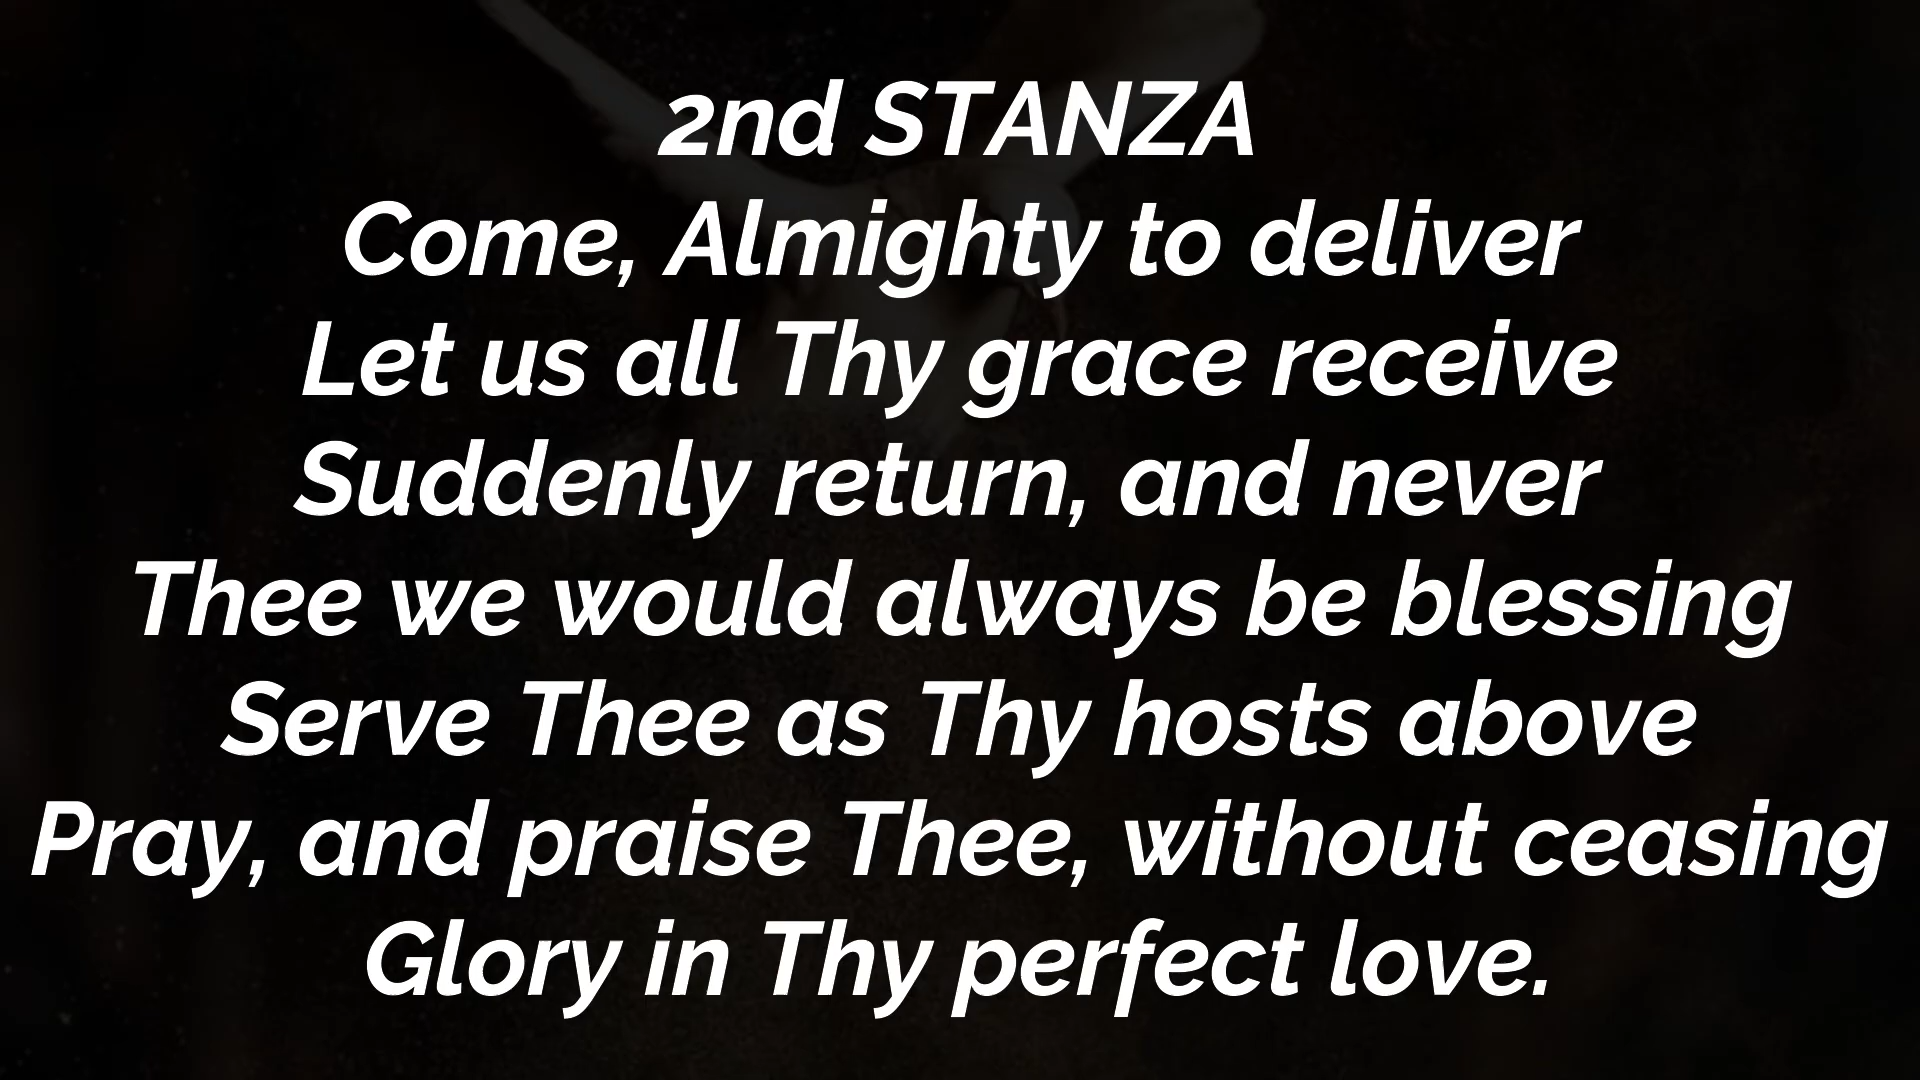 2nd STANZA
Come, Almighty to deliver
Let us all Thy grace receive
Suddenly return, and never
Thee we would always be blessing
Serve Thee as Thy hosts above
Pray, and praise Thee, without ceasing
Glory in Thy perfect love.